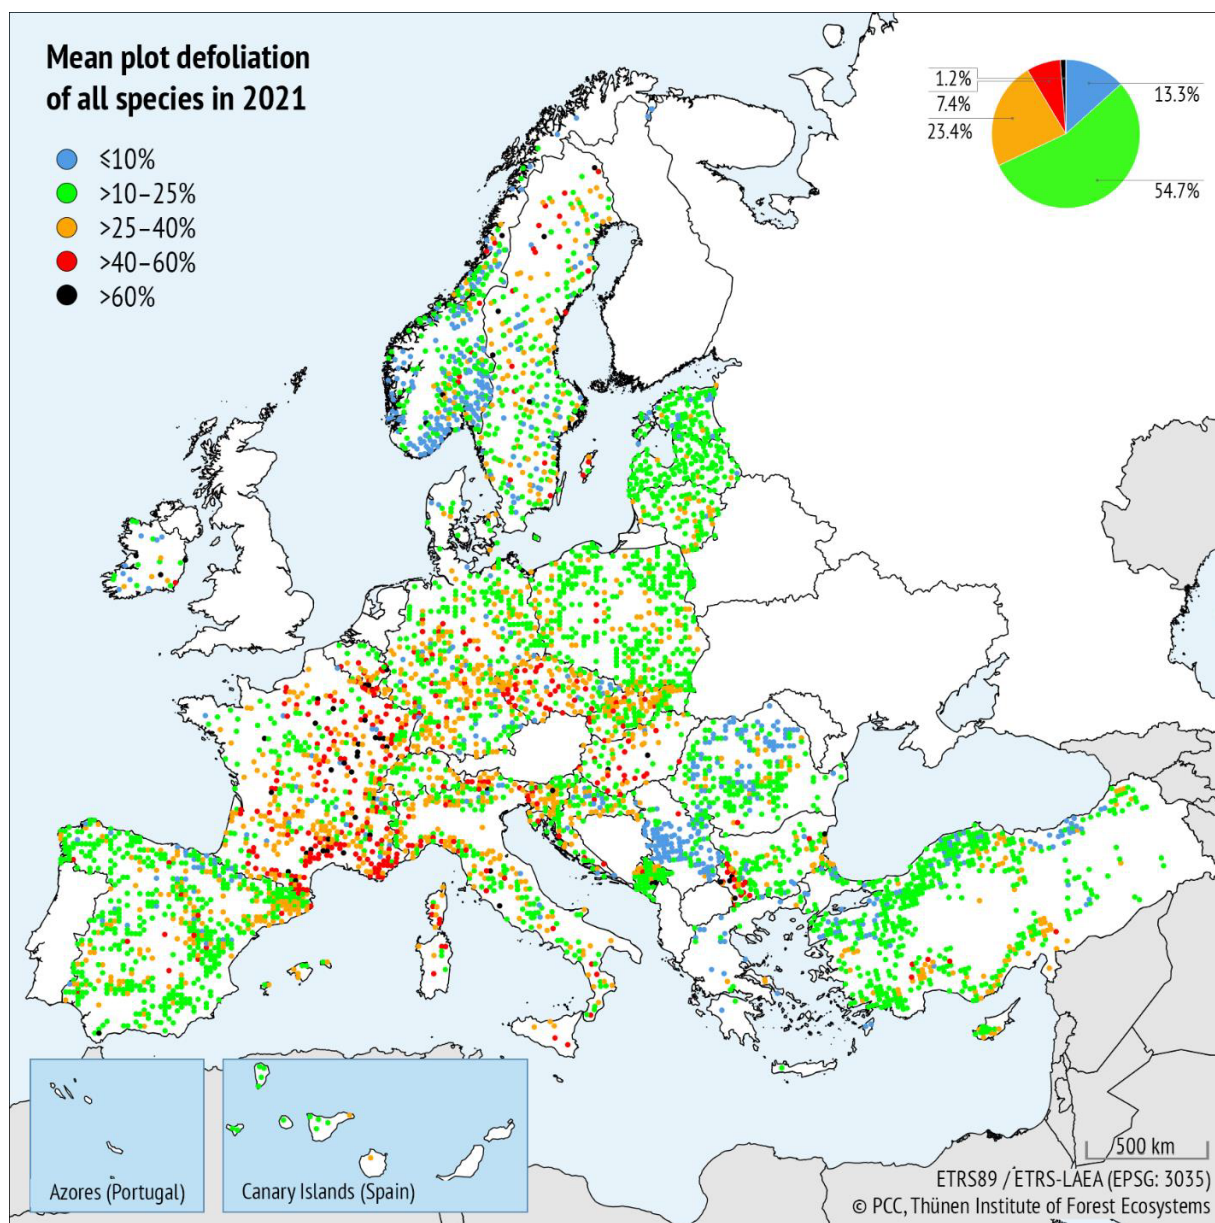 Mean plot defoliation
of all species in 2021
≤10%
>10–25%
>25–40%
>40–60%
>60%
1.2%
7.4%
23.4%
13.3%
54.7%
Azores (Portugal)
Canary Islands (Spain)
500 km
ETRS89 / ETRS-LAEA (EPSG: 3035)
© PCC, Thünen Institute of Forest Ecosystems